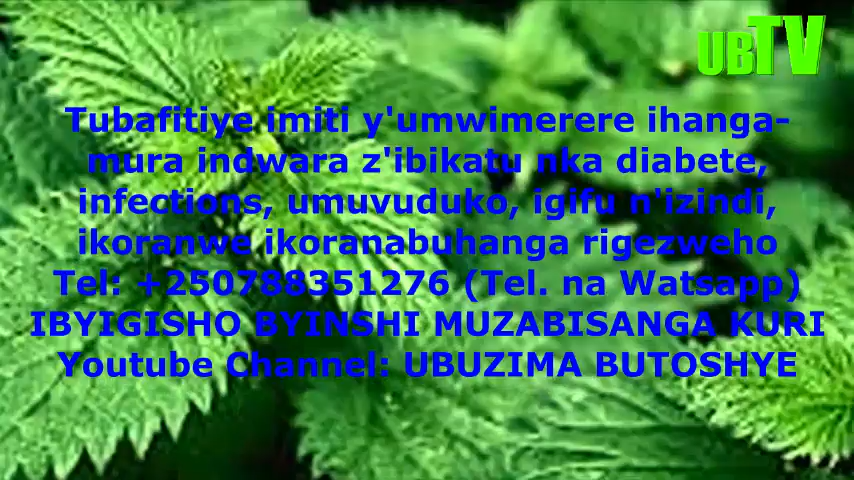 UBTV
Tubafitiye imiti y'umwimerere ihanga-
mura indwara z'ibikatu nka diabete,
infections, umuvuduko, igifu n'izindi,
ikoranwe ikoranabuhanga rigezweho
Tel: +250788351276 (Tel. na Watsapp)
IBYIGISHO BYINSHI MUZABISANGA KURI
Youtube Channel: UBUZIMA BUTOSHYE